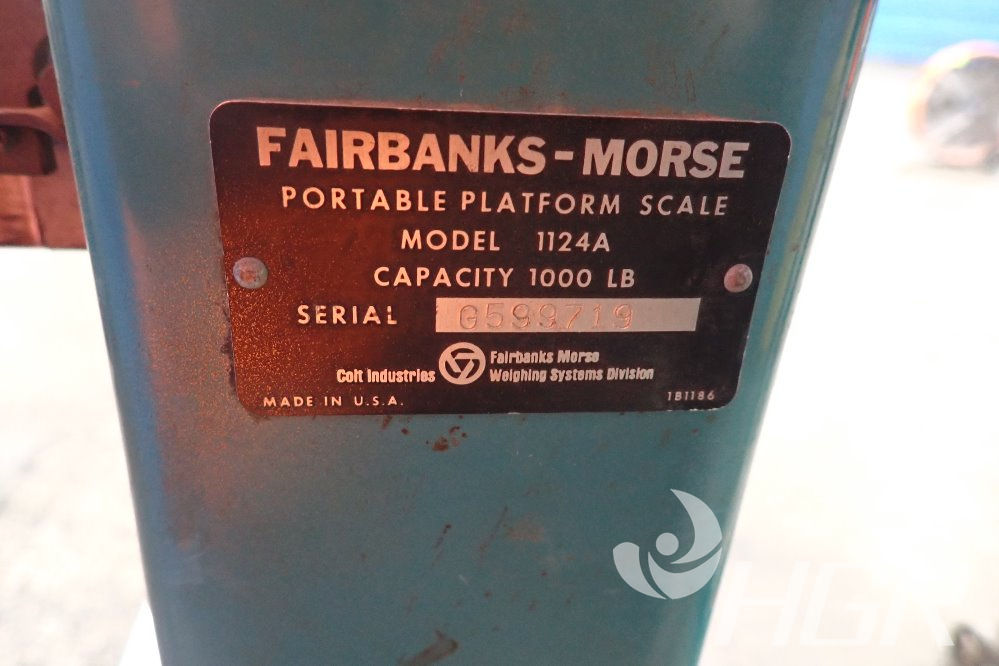 FAIRBANKS-MORSE
PORTABLE PLATFORM SCALE
MODEL 1124A
CAPACITY 1000 LB
SERIAL G599719
Colt Industries
Fairbanks Morse
Weighing Systems Division
MADE IN U.S.A.
1B1186
HGR